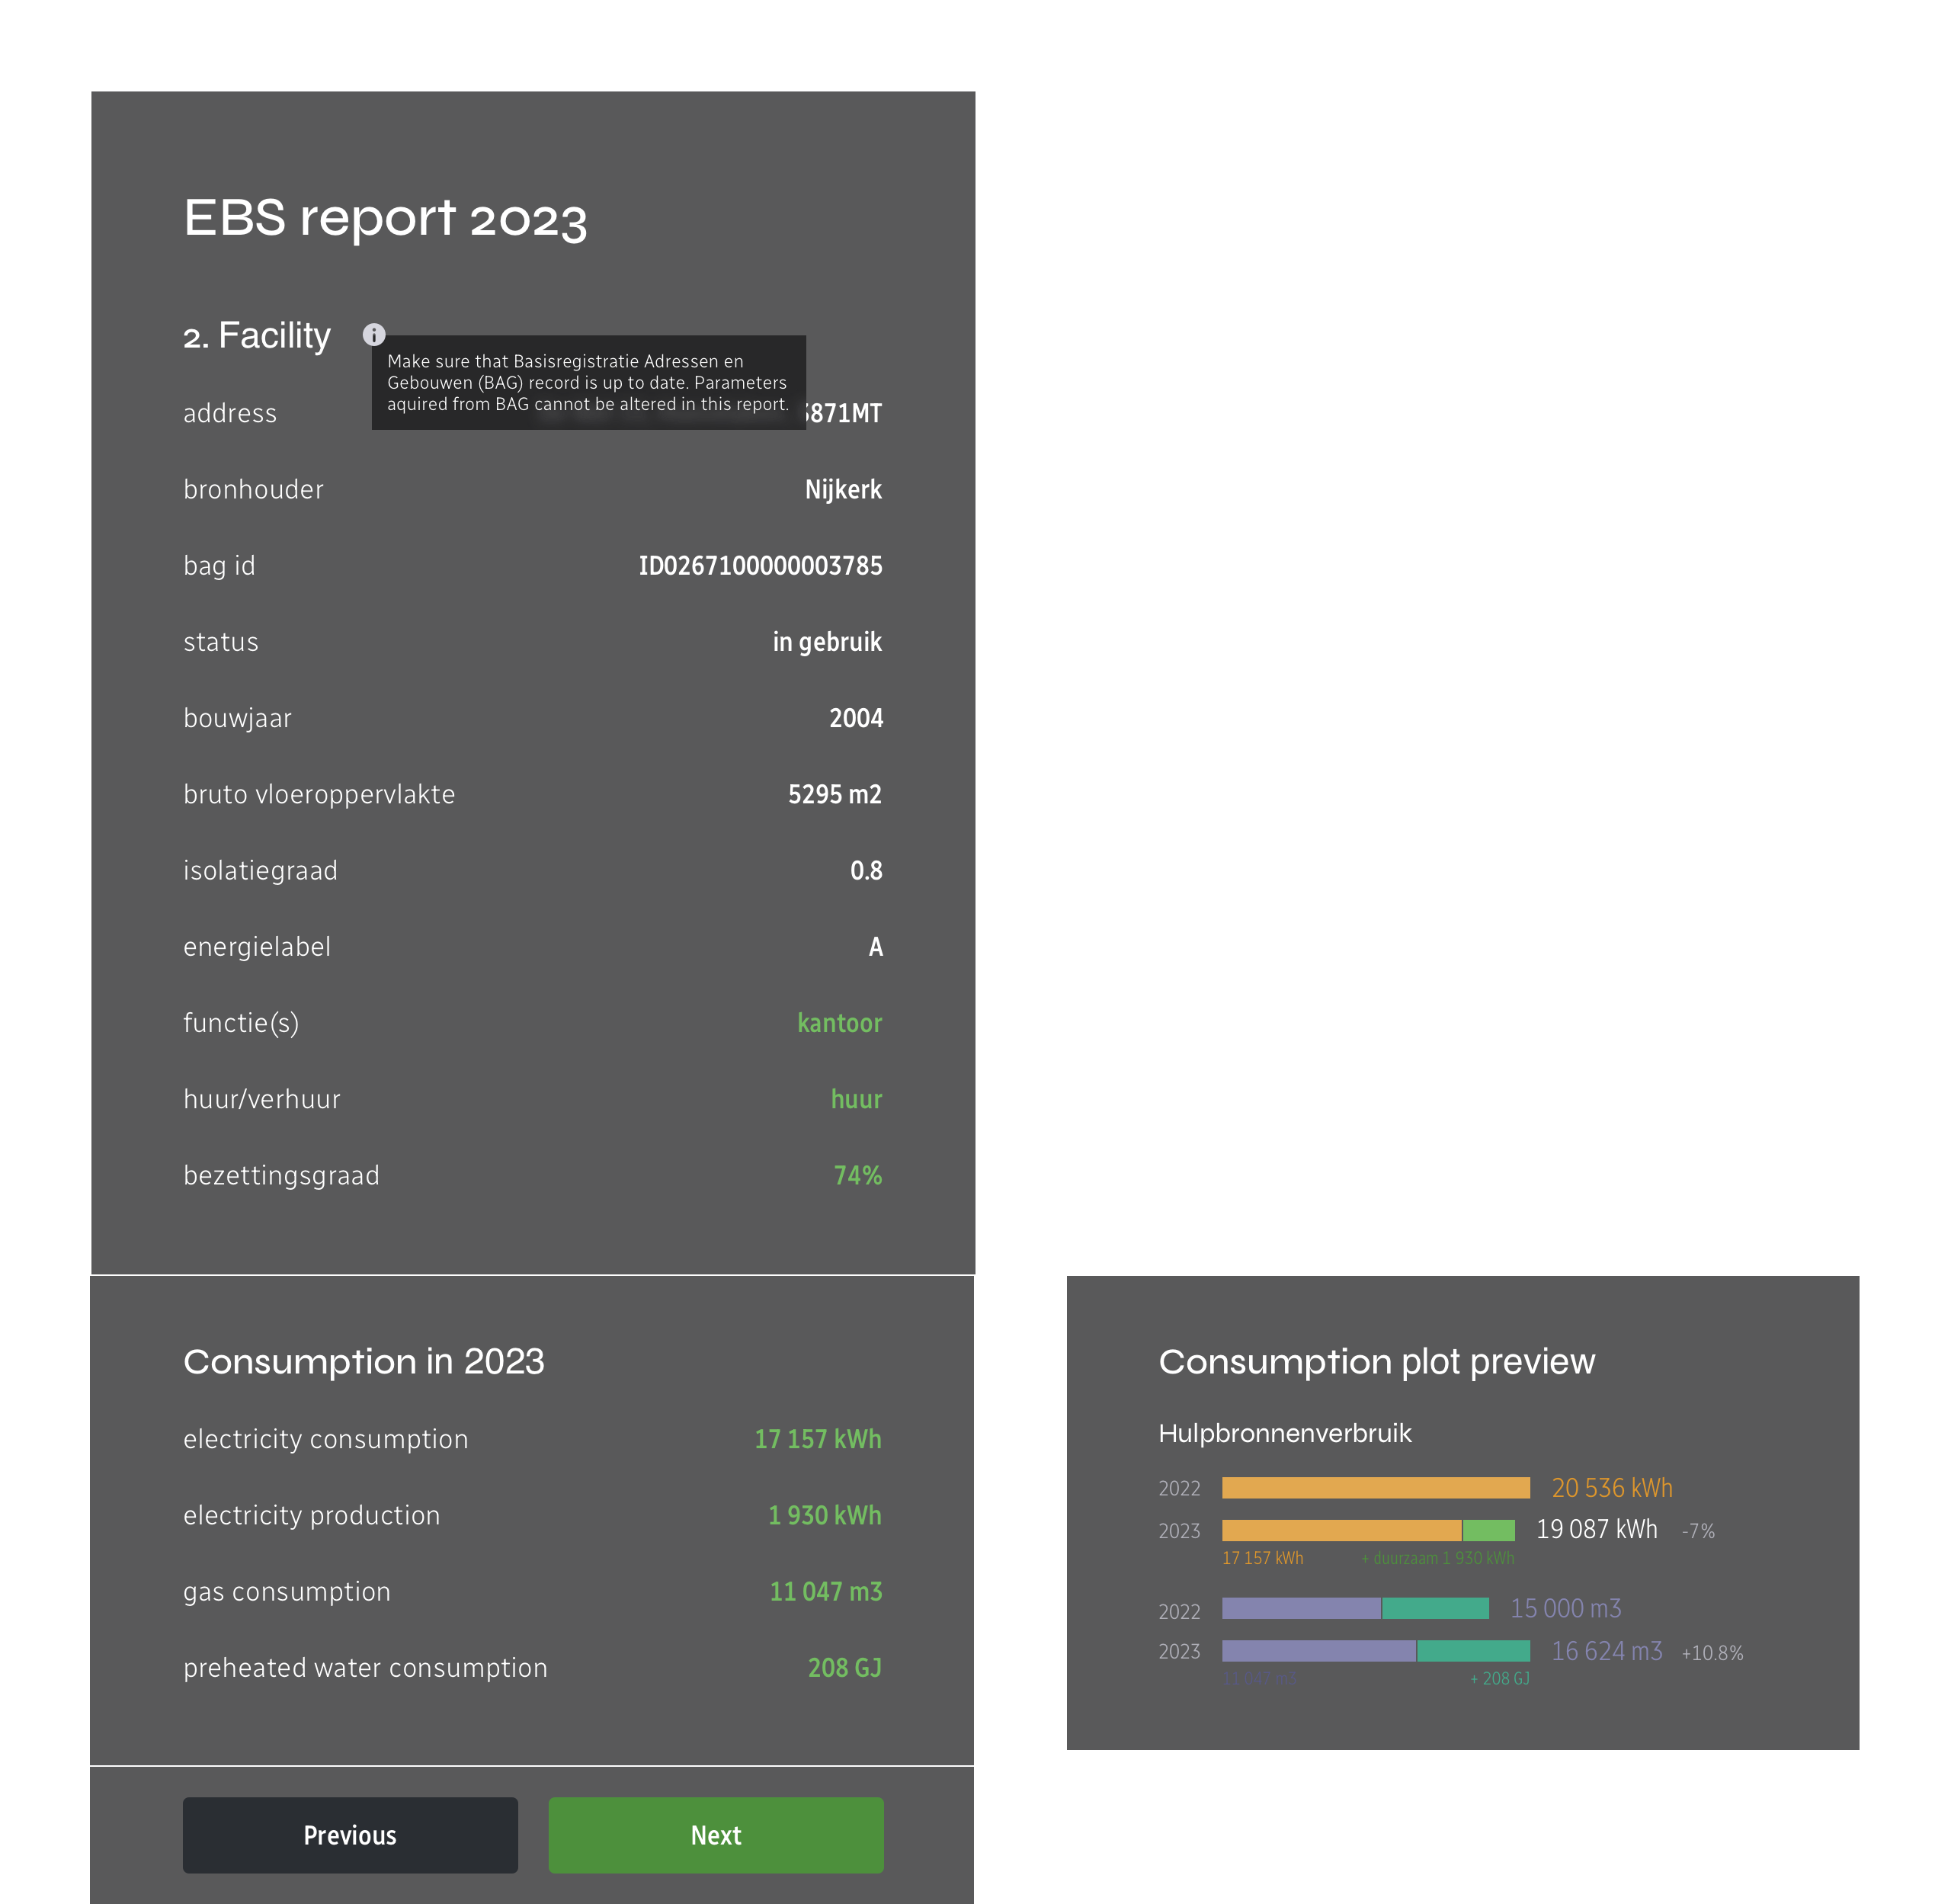 EBS report 2023
2. Facility
Make sure that Basisregistratie Adressen en
Gebouwen (BAG) record is up to date. Parameters
aquired from BAG cannot be altered in this report.
address 871MT
bronhouder Nijkerk
bag id ID0267100000003785
status in gebruik
bouwjaar 2004
bruto vloeroppervlakte 5295 m2
isolatiegraad 0.8
energielabel A
functie(s) kantoor
huur/verhuur huur
bezettingsgraad 74%
Consumption in 2023
electricity consumption 17 157 kWh
electricity production 1 930 kWh
gas consumption 11 047 m3
preheated water consumption 208 GJ
Previous Next
Consumption plot preview
Hulpbronnenverbruik
2022 20 536 kWh
2023 19 087 kWh -7%
17 157 kWh + duurzaam 1 930 kWh
2022 15 000 m3
2023 16 624 m3 +10.8%
11 047 m3 + 208 GJ